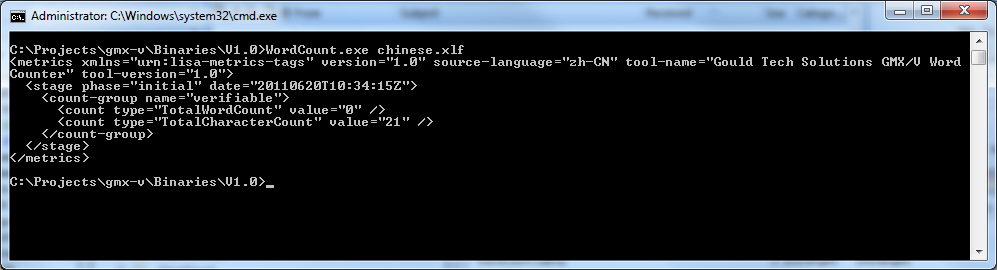 Administrator: C:\Windows\system32\cmd.exe
C:\Projects\gmx-v\Binaries\V1.0>WordCount.exe chinese.xlf
<metrics xmlns="urn:lisa-metrics-tags" version="1.0" source-language="zh-CN" tool-name="Gould Tech Solutions GMX/V Word
Counter" tool-version="1.0">
  <stage phase="initial" date="20110620T10:34:15Z">
    <count-group name="verifiable">
      <count type="TotalWordCount" value="0" />
      <count type="TotalCharacterCount" value="21" />
    </count-group>
  </stage>
</metrics>
C:\Projects\gmx-v\Binaries\V1.0>_